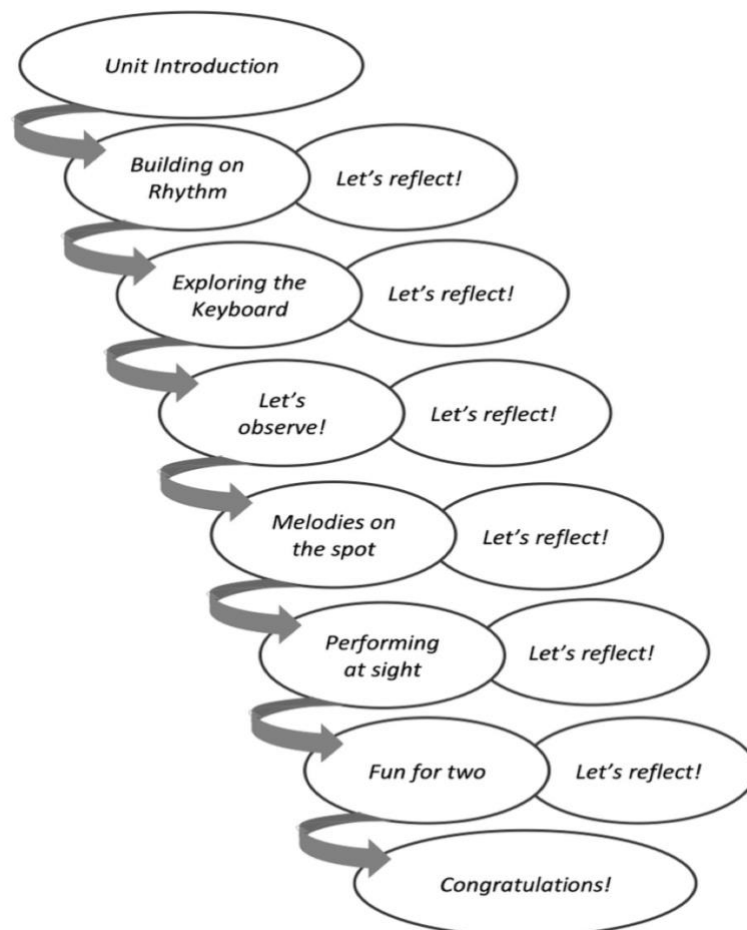 Unit Introduction
Building on
Rhythm
Let's reflect!
Exploring the
Keyboard
Let's reflect!
Let's
observe!
Let's reflect!
Melodies on
the spot
Let's reflect!
Performing
at sight
Let's reflect!
Fun for two
Let's reflect!
Congratulations!